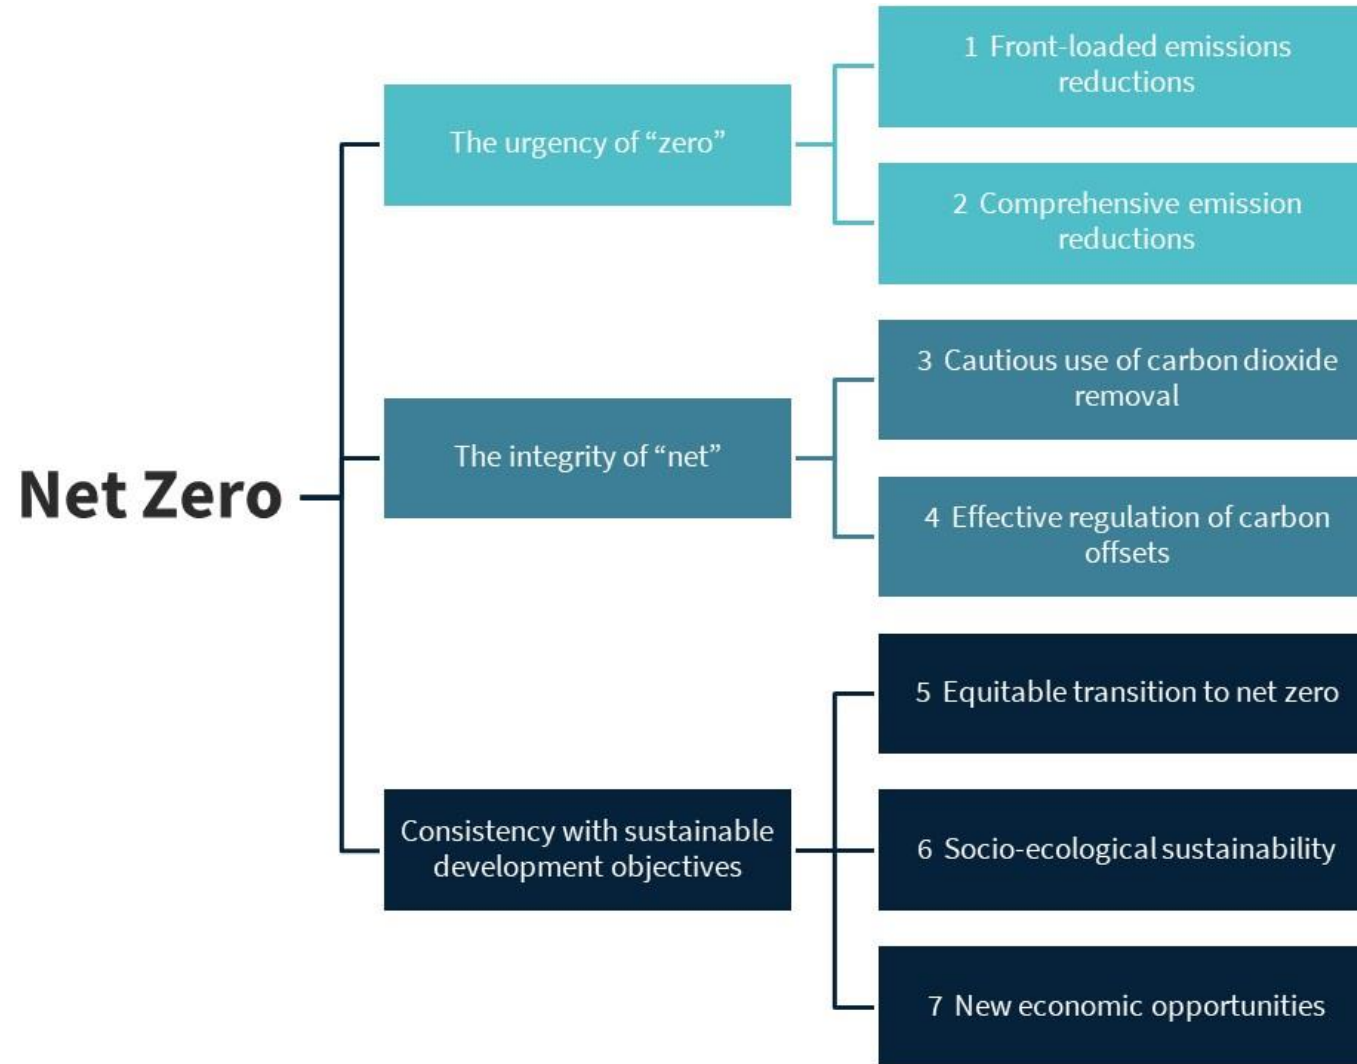 Net Zero
The urgency of “zero”
1 Front-loaded emissions
reductions
2 Comprehensive emission
reductions
The integrity of “net”
3 Cautious use of carbon dioxide
removal
4 Effective regulation of carbon
offsets
Consistency with sustainable
development objectives
5 Equitable transition to net zero
6 Socio-ecological sustainability
7 New economic opportunities